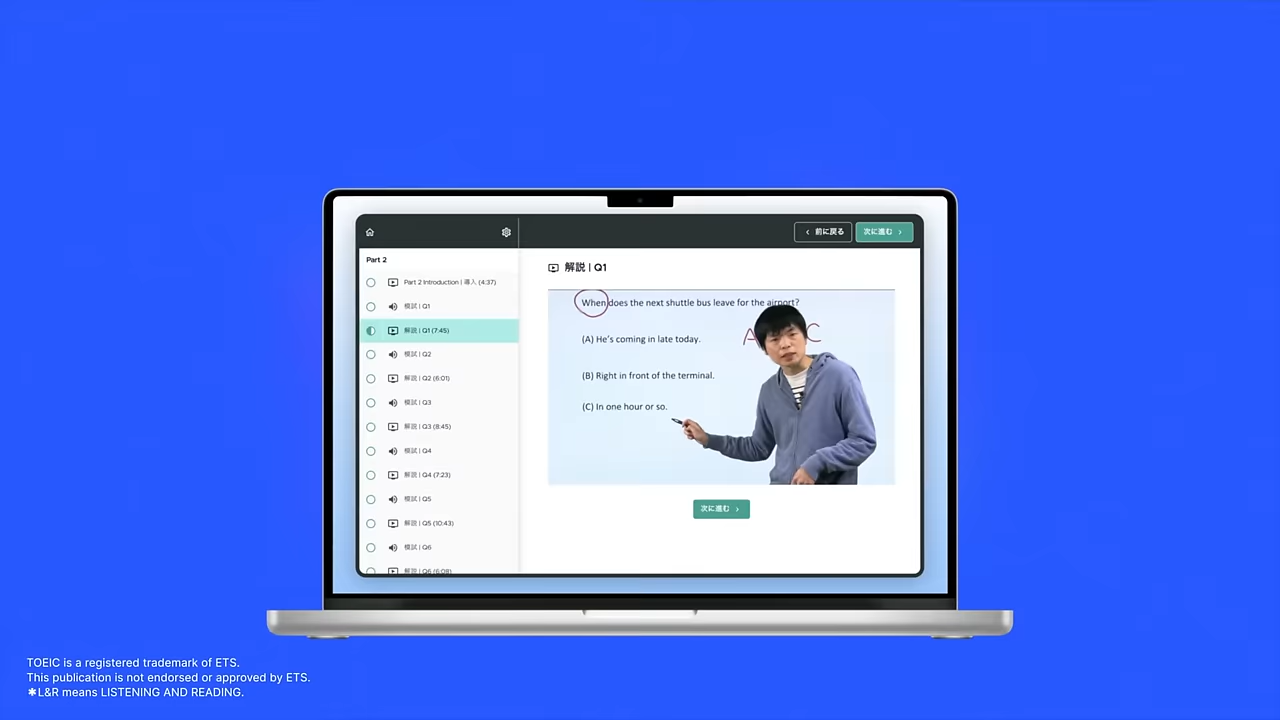 前に戻る
次に進む
Part 2
Part 2 Introduction | 導入 (4:37)
模試 | Q1
解説 | Q1 (7:45)
模試 | Q2
解説 | Q2 (6:01)
模試 | Q3
解説 | Q3 (8:45)
模試 | Q4
解説 | Q4 (7:23)
模試 | Q5
解説 | Q5 (10:43)
模試 | Q6
解説 | Q6 (6:08)
解説 | Q1
When does the next shuttle bus leave for the airport?
(A) He's coming in late today.
(B) Right in front of the terminal.
(C) In one hour or so.
A
C
次に進む
TOEIC is a registered trademark of ETS.
This publication is not endorsed or approved by ETS.
✱L&R means LISTENING AND READING.